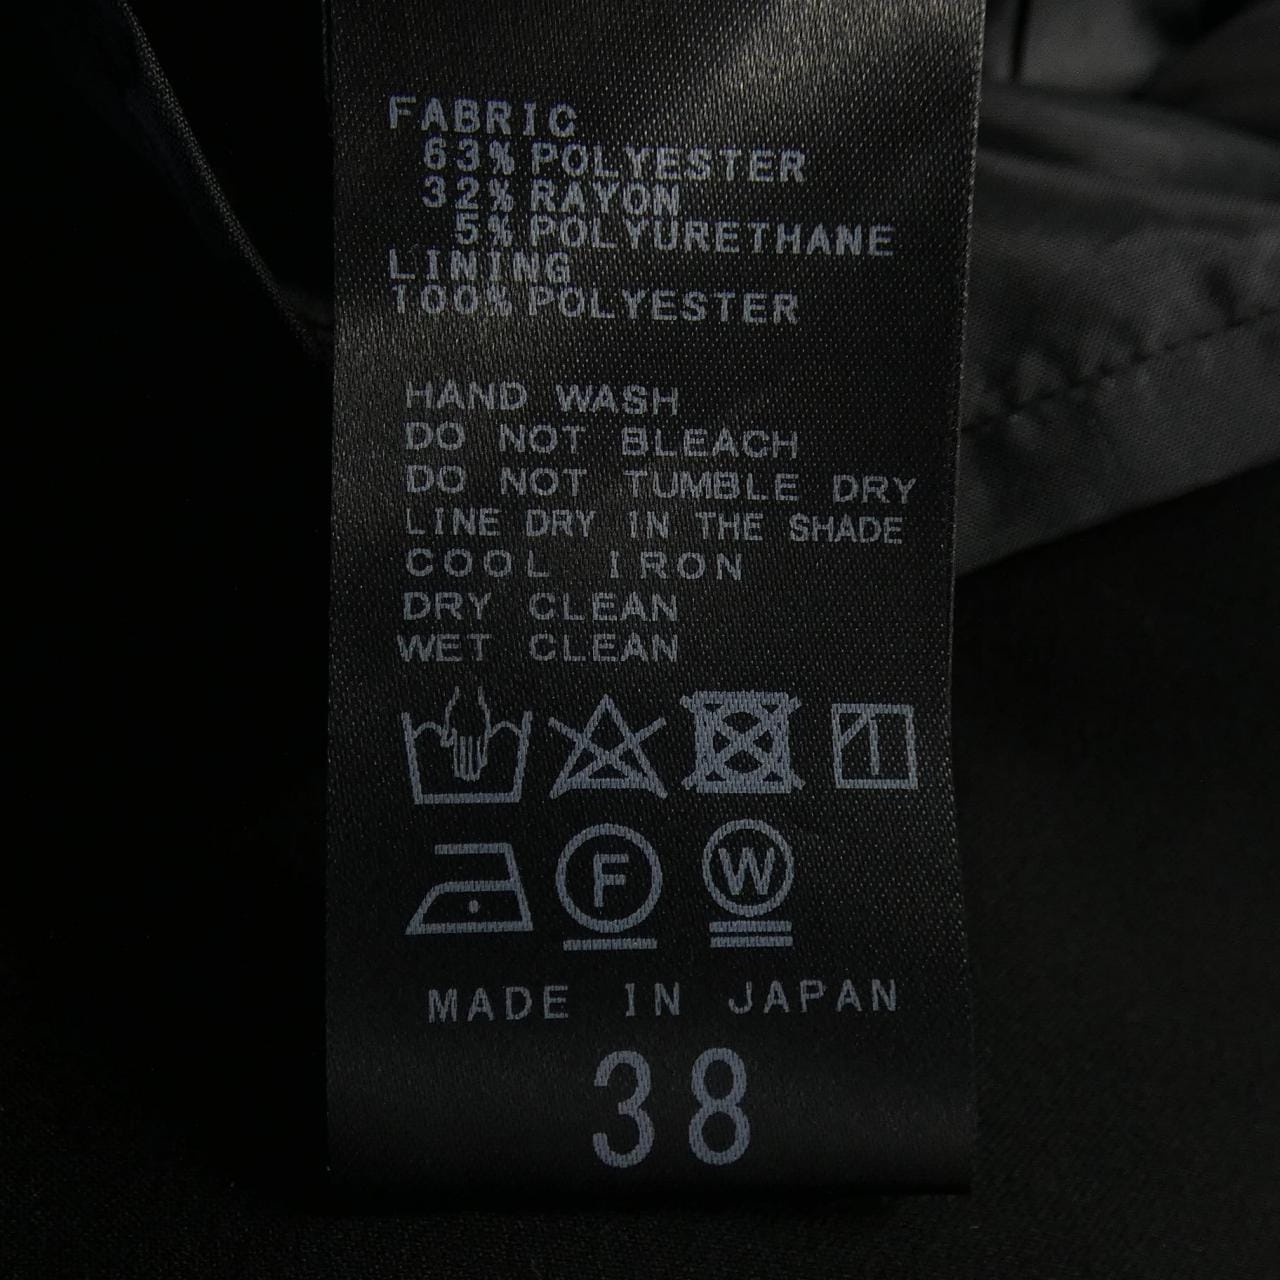 FABRIC
63% POLYESTER
32% RAYON
5% POLYURETHANE
LINING
100% POLYESTER
HAND WASH
DO NOT BLEACH
DO NOT TUMBLE DRY
LINE DRY IN THE SHADE
COOL IRON
DRY CLEAN
WET CLEAN
F W
MADE IN JAPAN
38